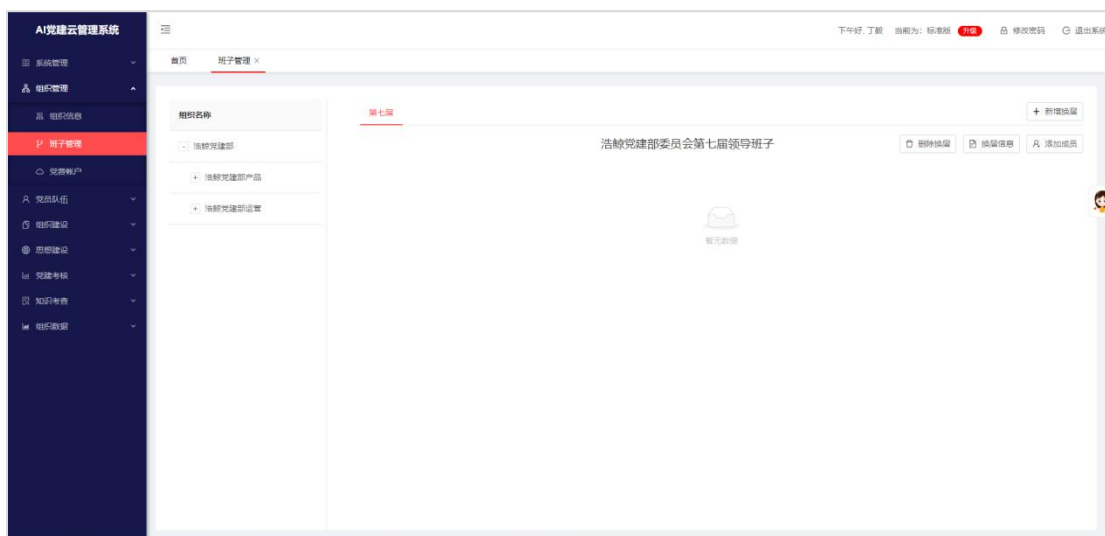 AI党建云管理系统
下午好, 丁毅 当前为: 标准版 升级 修改密码 退出系统
系统管理
首页 班子管理 ×
组织管理
组织信息
班子管理
党费帐户
党员队伍
组织建设
思想建设
党建考核
知识考查
组织数据
组织名称
浩鲸党建部
浩鲸党建部产品
浩鲸党建部运营
第七届
+ 新增换届
浩鲸党建部委员会第七届领导班子
删除换届 换届信息 添加成员
暂无数据